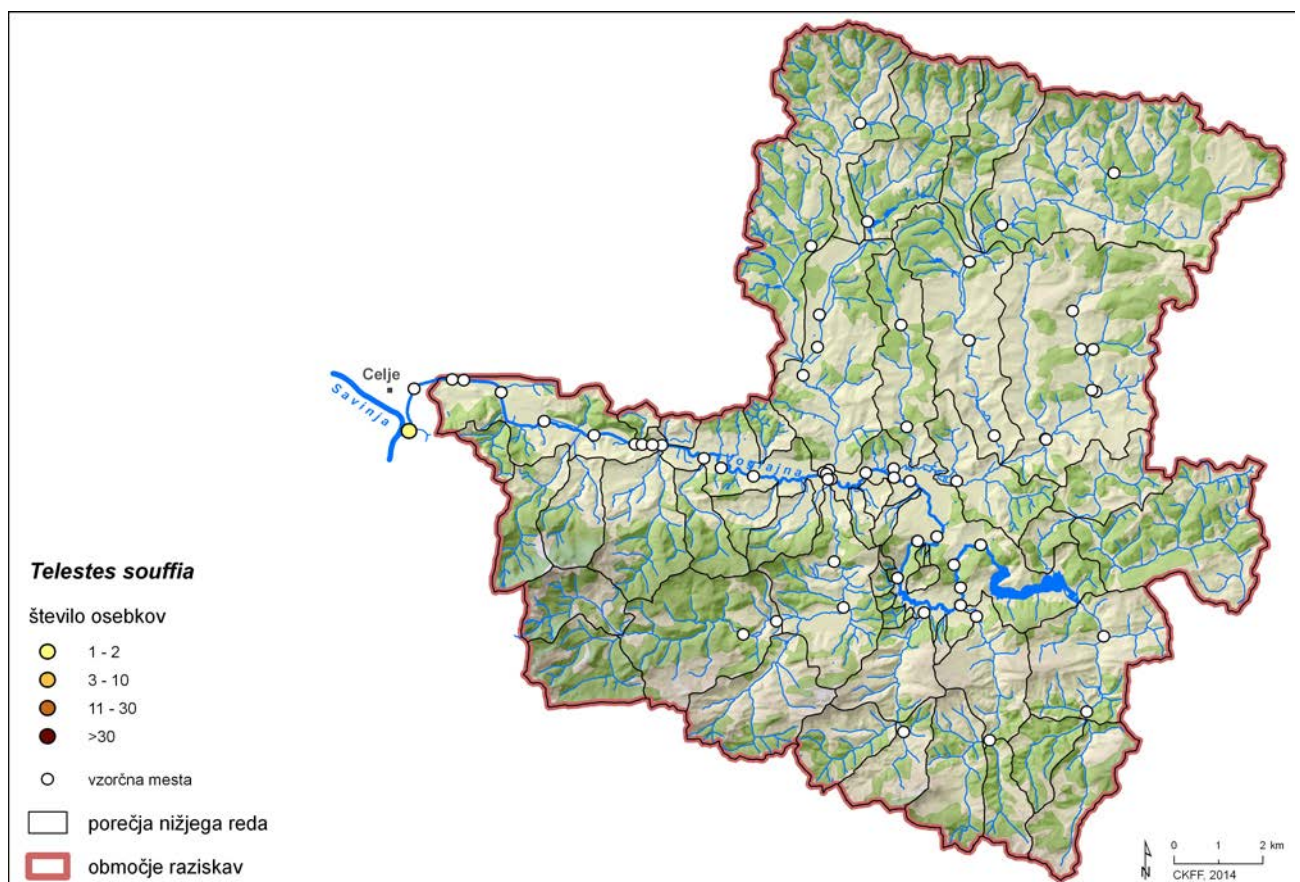 Celje
Savinja
Voglajna
Telestes souffia
število osebkov
1 - 2
3 - 10
11 - 30
>30
vzorčna mesta
porečja nižjega reda
območje raziskav
N
0 1 2 km
CKFF, 2014